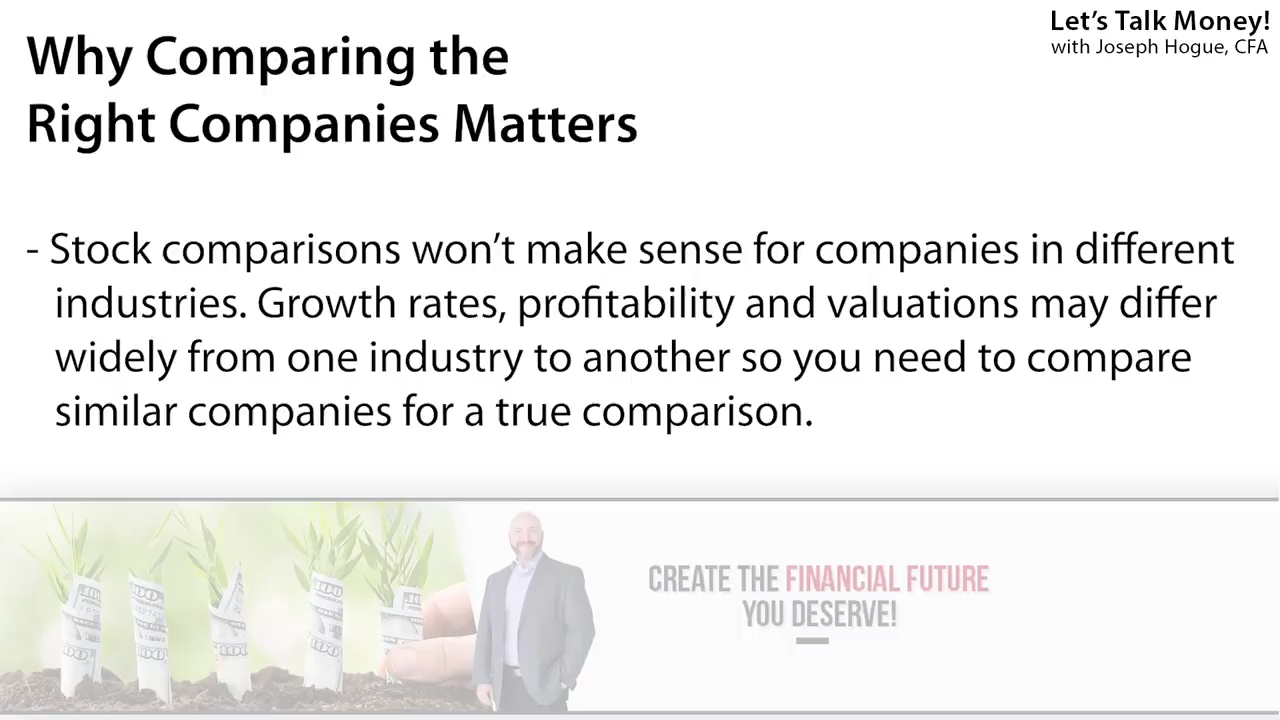 Let's Talk Money!
with Joseph Hogue, CFA
Why Comparing the
Right Companies Matters
- Stock comparisons won't make sense for companies in different
industries. Growth rates, profitability and valuations may differ
widely from one industry to another so you need to compare
similar companies for a true comparison.
CREATE THE FINANCIAL FUTURE
YOU DESERVE!